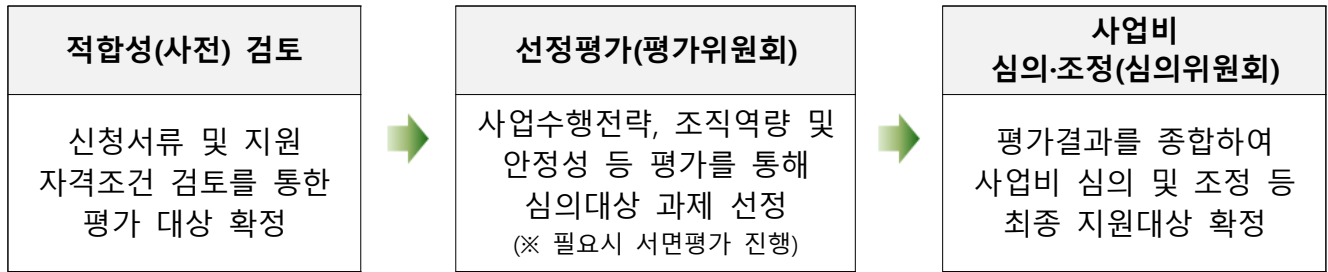 적합성(사전) 검토
신청서류 및 지원
자격조건 검토를 통한
평가 대상 확정
선정평가(평가위원회)
사업수행전략, 조직역량 및
안정성 등 평가를 통해
심의대상 과제 선정
(※ 필요시 서면평가 진행)
사업비
심의·조정(심의위원회)
평가결과를 종합하여
사업비 심의 및 조정 등
최종 지원대상 확정